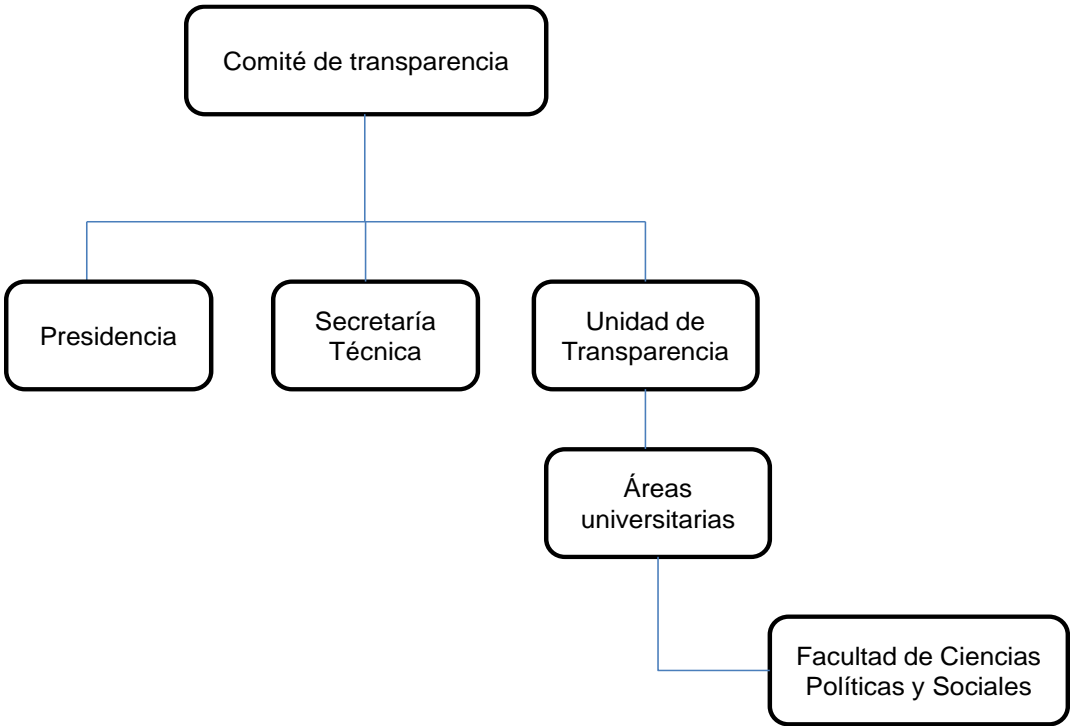 Comité de transparencia
Presidencia
Secretaría
Técnica
Unidad de
Transparencia
Áreas
universitarias
Facultad de Ciencias
Políticas y Sociales